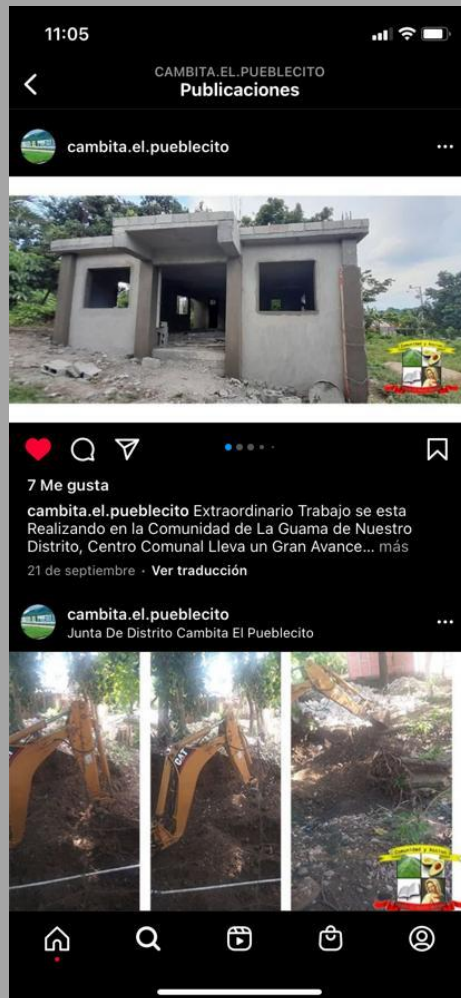 11:05
CAMBITA.EL.PUEBLECITO
Publicaciones
cambita.el.pueblecito
7 Me gusta
cambita.el.pueblecito Extraordinario Trabajo se esta
Realizando en la Comunidad de La Guama de Nuestro
Distrito, Centro Comunal Lleva un Gran Avance... más
21 de septiembre · Ver traducción
cambita.el.pueblecito
Junta De Distrito Cambita El Pueblecito
CAT
Comunidad y Accion